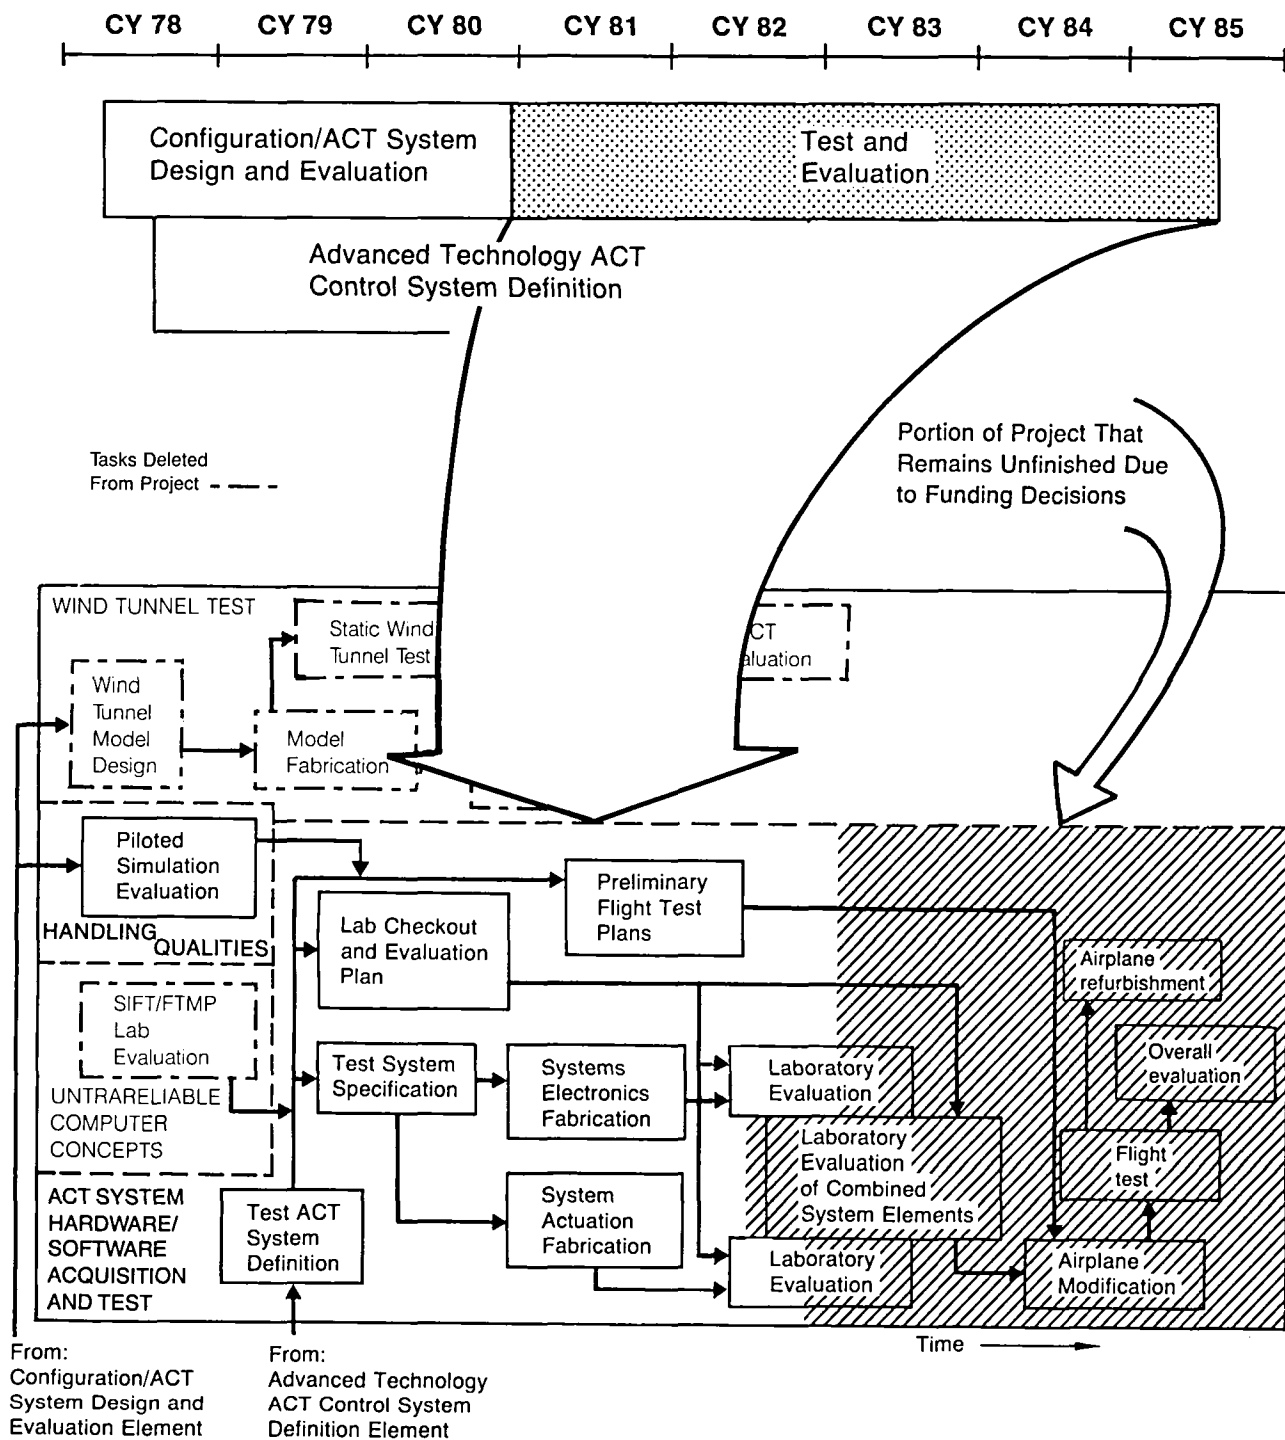 CY 78 CY 79 CY 80 CY 81 CY 82 CY 83 CY 84 CY 85
Configuration/ACT System
Design and Evaluation
Test and
Evaluation
Advanced Technology ACT
Control System Definition
Portion of Project That
Remains Unfinished Due
to Funding Decisions
Tasks Deleted
From Project
WIND TUNNEL TEST
Static Wind
Tunnel Test
CT
aluation
Wind
Tunnel
Model
Design
Model
Fabrication
Piloted
Simulation
Evaluation
HANDLING
QUALITIES
Preliminary
Flight Test
Plans
Lab Checkout
and Evaluation
Plan
Airplane
refurbishment
SIFT/FTMP
Lab
Evaluation
UNTRARELIABLE
COMPUTER
CONCEPTS
Test System
Specification
Systems
Electronics
Fabrication
Laboratory
Evaluation
Overall
evaluation
Laboratory
Evaluation
of Combined
System Elements
Flight
test
ACT SYSTEM
HARDWARE/
SOFTWARE
ACQUISITION
AND TEST
Test ACT
System
Definition
System
Actuation
Fabrication
Laboratory
Evaluation
Airplane
Modification
Time
From:
Configuration/ACT
System Design and
Evaluation Element
From:
Advanced Technology
ACT Control System
Definition Element